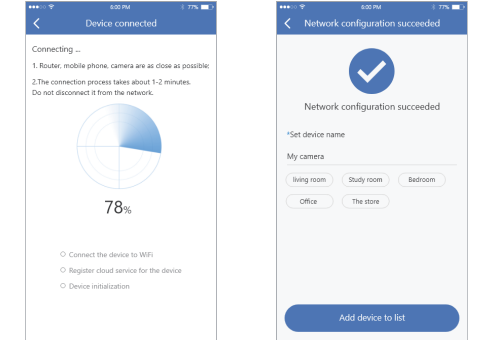 6:00 PM
77%
Device connected
Connecting ...
1. Router, mobile phone, camera are as close as possible;
2.The connection process takes about 1-2 minutes.
Do not disconnect it from the network.
78%
Connect the device to WiFi
Register cloud service for the device
Device initialization
6:00 PM
77%
Network configuration succeeded
Network configuration succeeded
*Set device name
My camera
living room
Study room
Bedroom
Office
The store
Add device to list